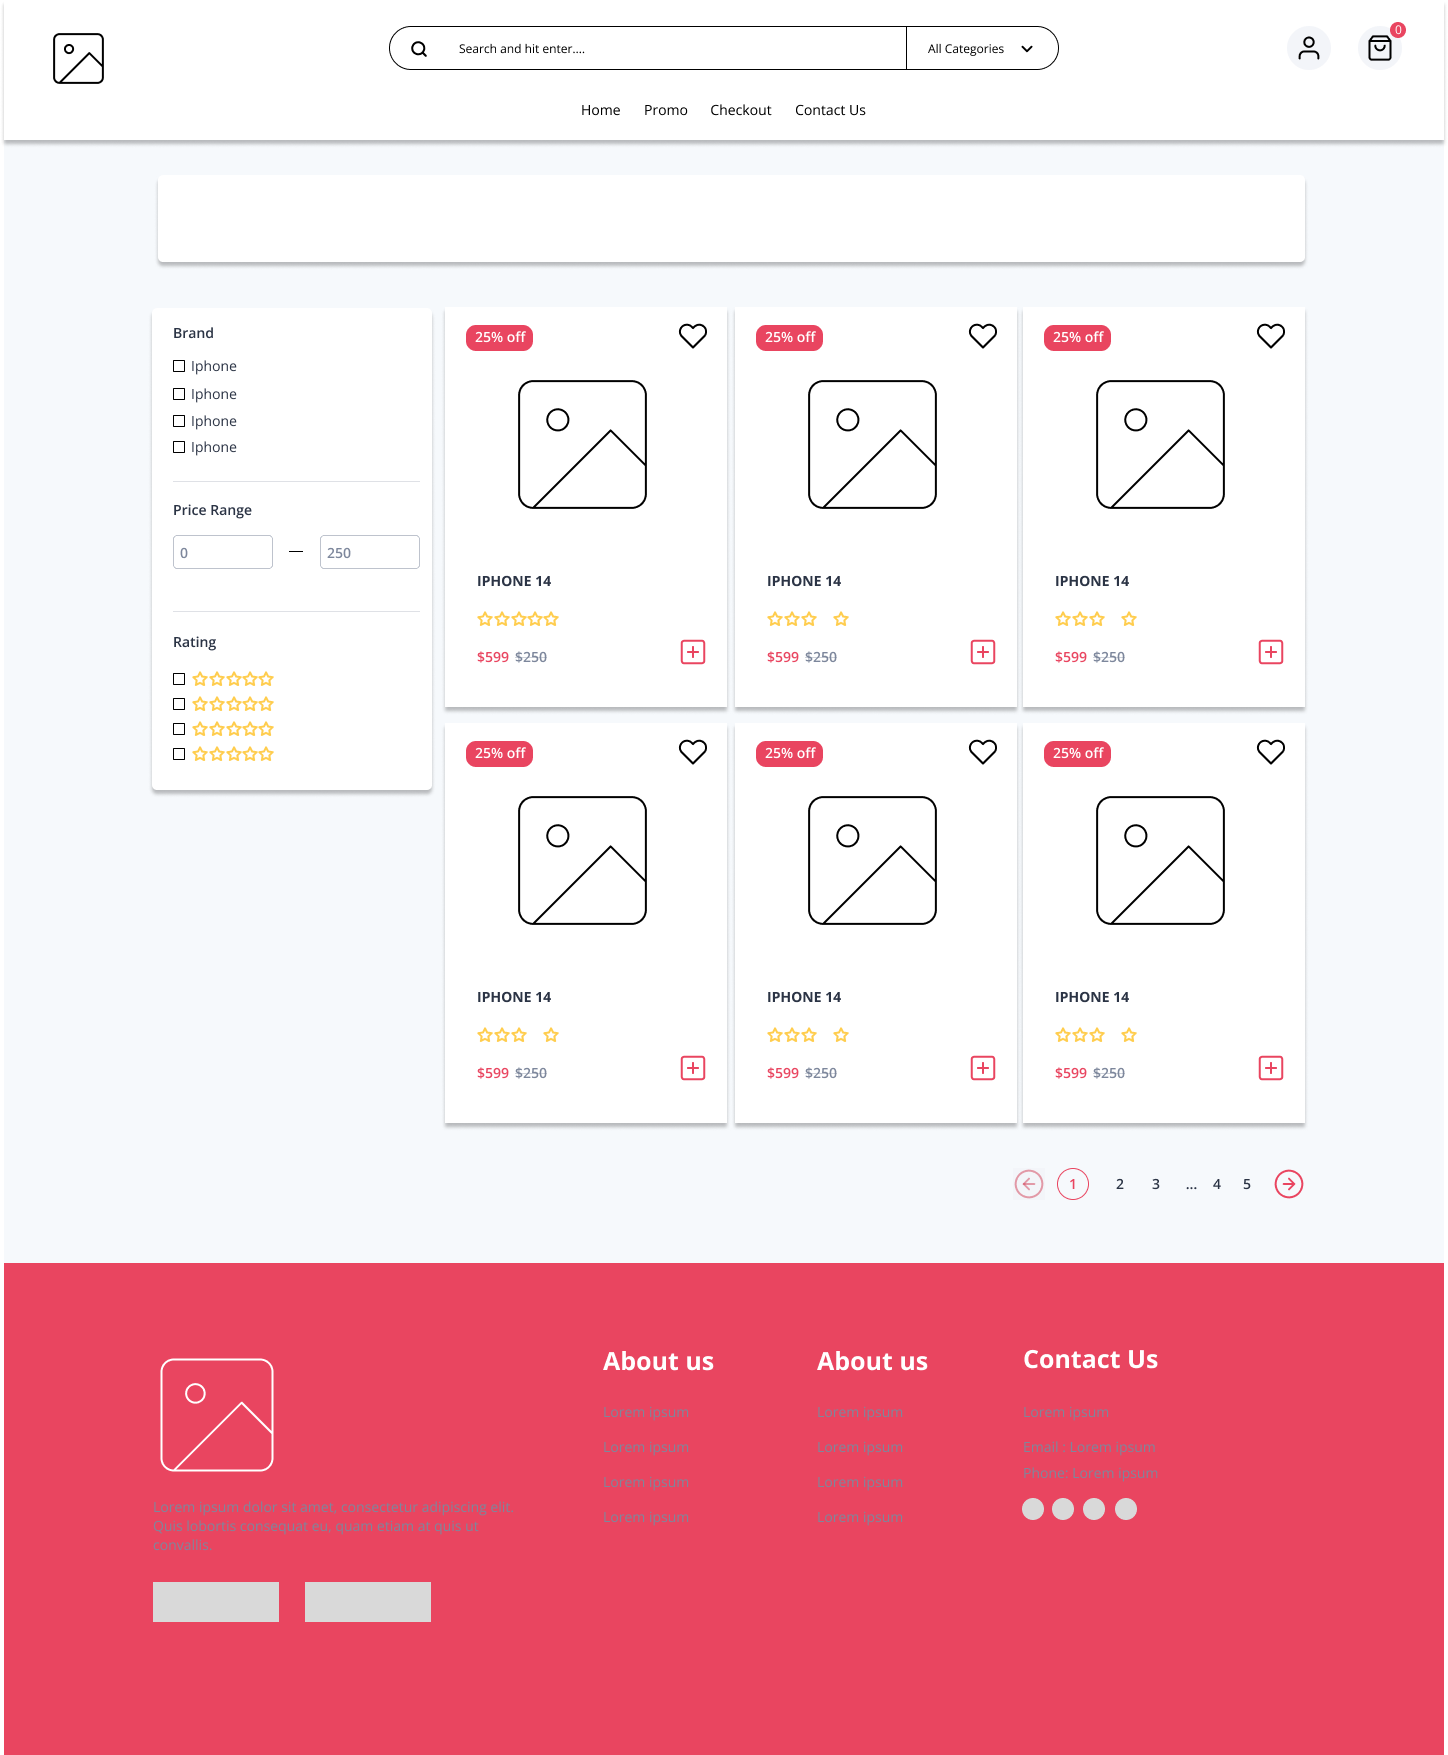 Search and hit enter....
All Categories
0
Home Promo Checkout Contact Us
Brand
Iphone
Iphone
Iphone
Iphone
Price Range
0 — 250
Rating
25% off
IPHONE 14
$599 $250
25% off
IPHONE 14
$599 $250
25% off
IPHONE 14
$599 $250
25% off
IPHONE 14
$599 $250
25% off
IPHONE 14
$599 $250
25% off
IPHONE 14
$599 $250
1 2 3 ... 4 5
Lorem ipsum dolor sit amet, consectetur adipiscing elit.
Quis lobortis consequat eu, quam etiam at quis ut
convallis.
About us
Lorem ipsum
Lorem ipsum
Lorem ipsum
Lorem ipsum
About us
Lorem ipsum
Lorem ipsum
Lorem ipsum
Lorem ipsum
Contact Us
Lorem ipsum
Email : Lorem ipsum
Phone: Lorem ipsum